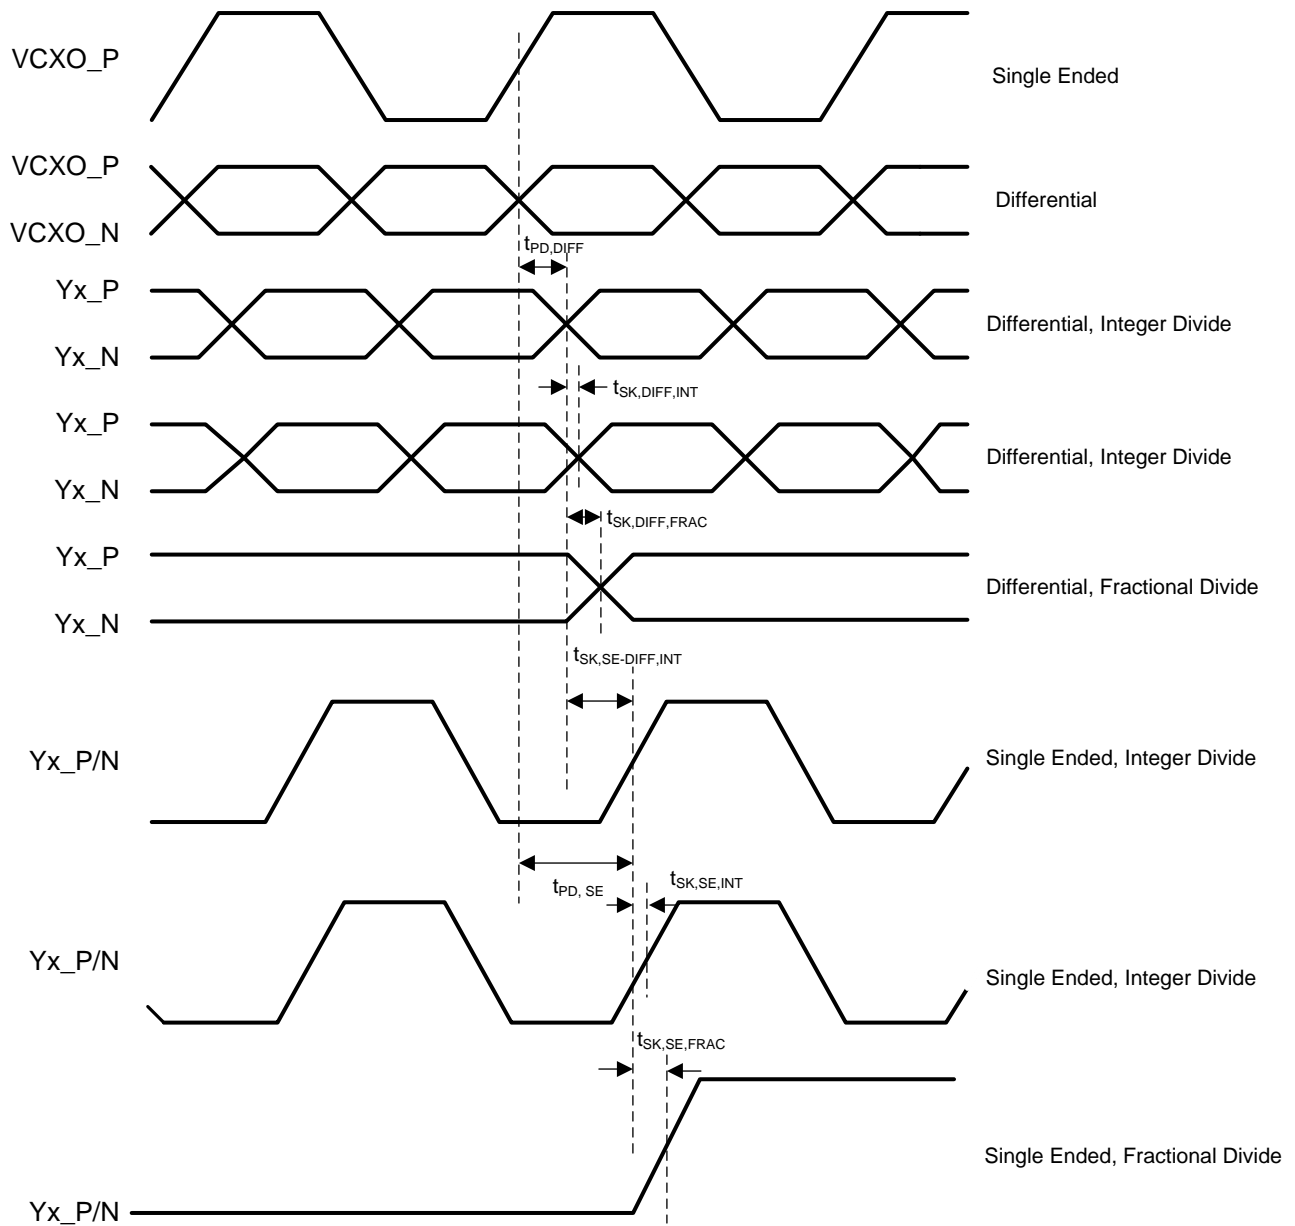 VCXO_P
Single Ended
VCXO_P
VCXO_N
Differential
tPD,DIFF
Yx_P
Yx_N
Differential, Integer Divide
tSK,DIFF,INT
Yx_P
Yx_N
Differential, Integer Divide
tSK,DIFF,FRAC
Yx_P
Yx_N
Differential, Fractional Divide
tSK,SE-DIFF,INT
Yx_P/N
Single Ended, Integer Divide
tPD, SE
tSK,SE,INT
Yx_P/N
Single Ended, Integer Divide
tSK,SE,FRAC
Yx_P/N
Single Ended, Fractional Divide